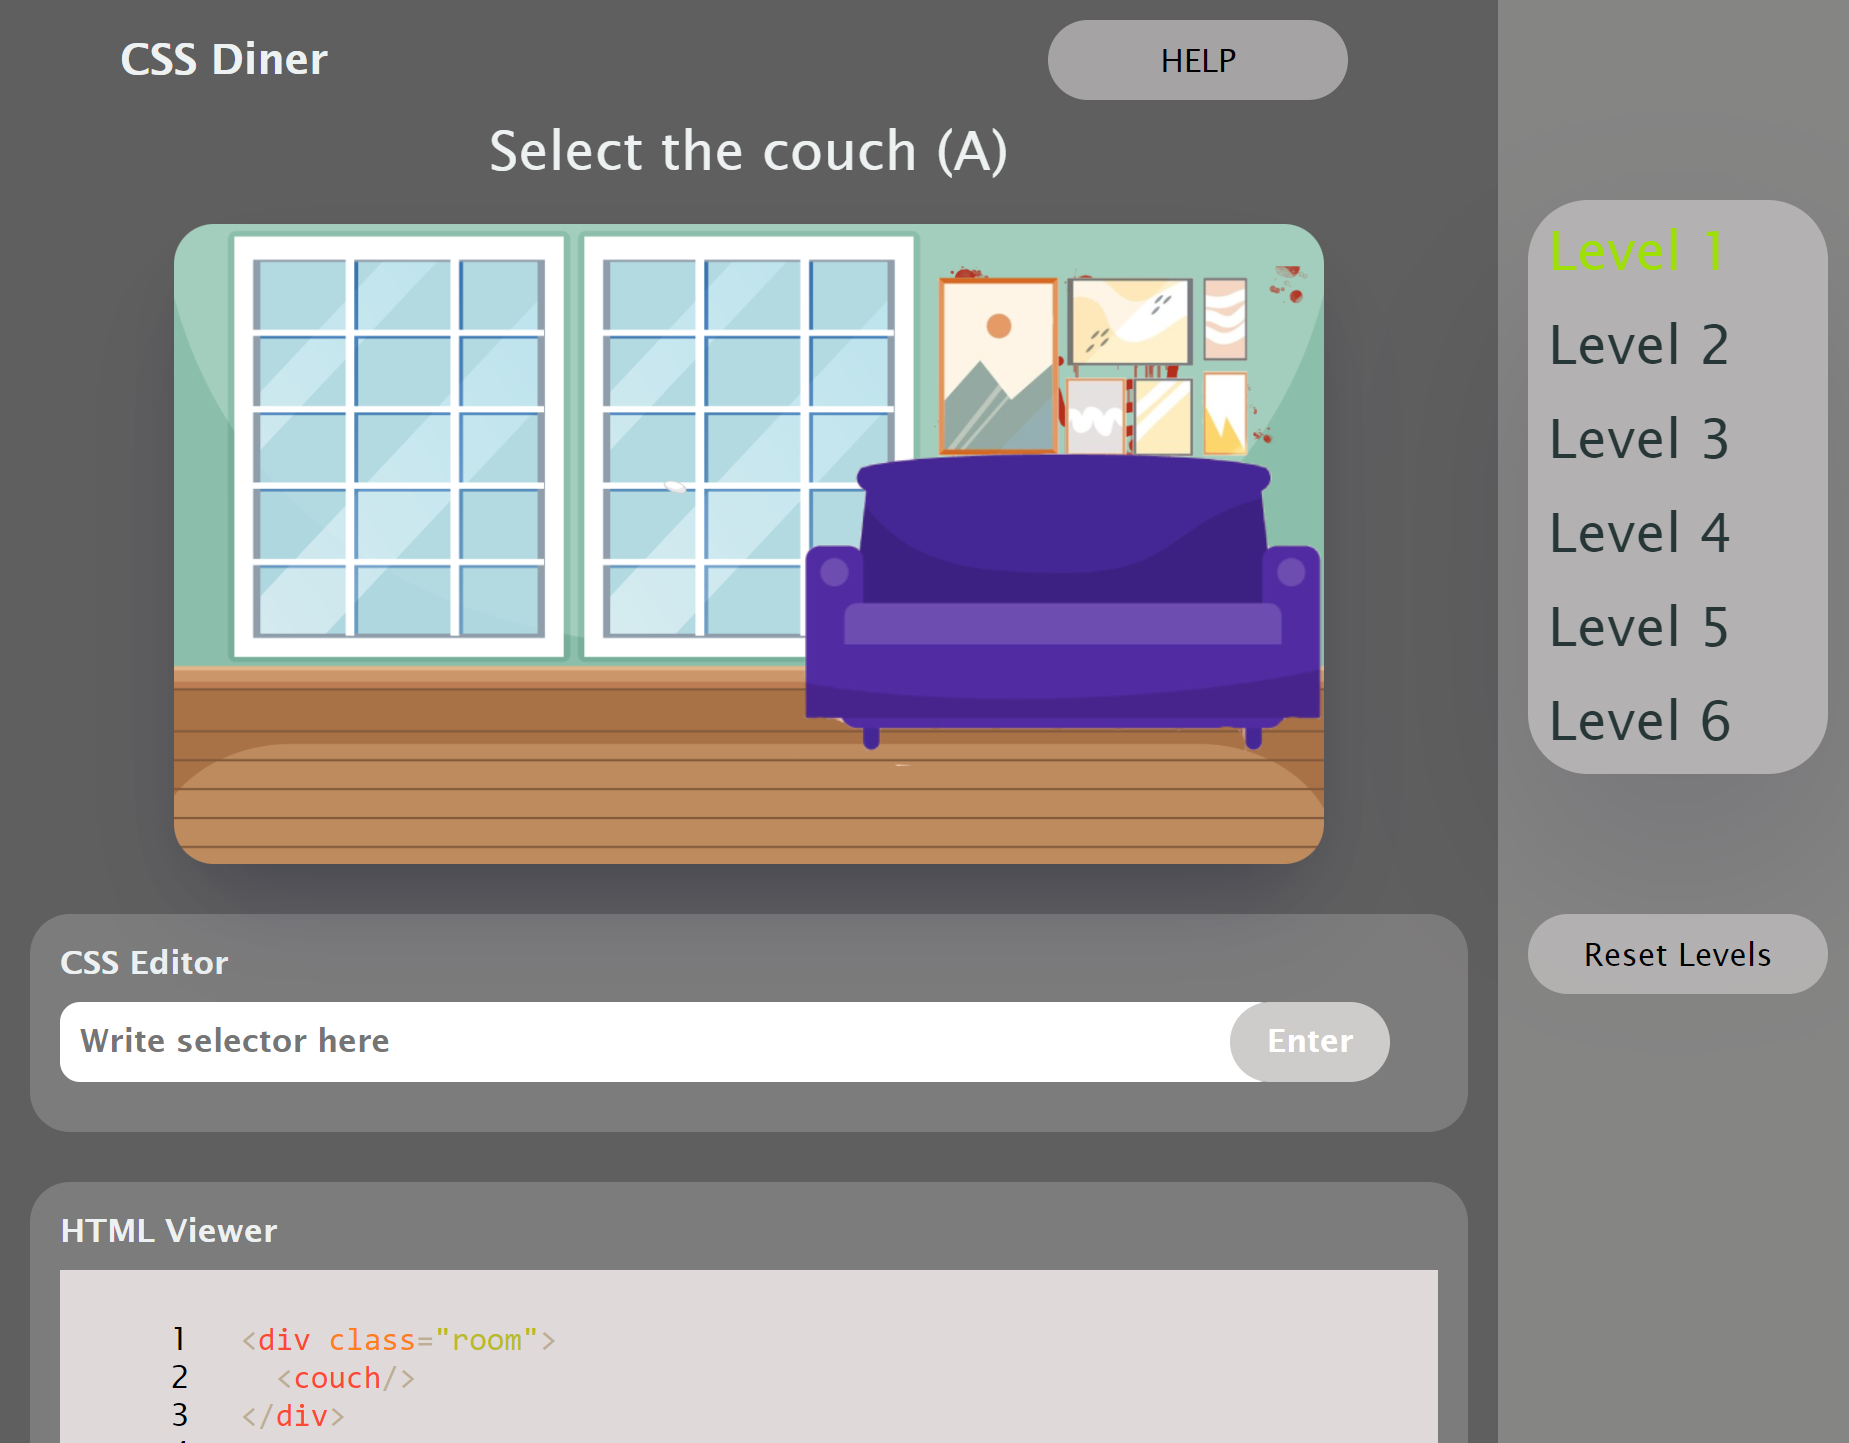 CSS Diner
HELP
Select the couch (A)
Level 1
Level 2
Level 3
Level 4
Level 5
Level 6
Reset Levels
CSS Editor
Write selector here
Enter
HTML Viewer
1 <div class="room">
2 <couch/>
3 </div>